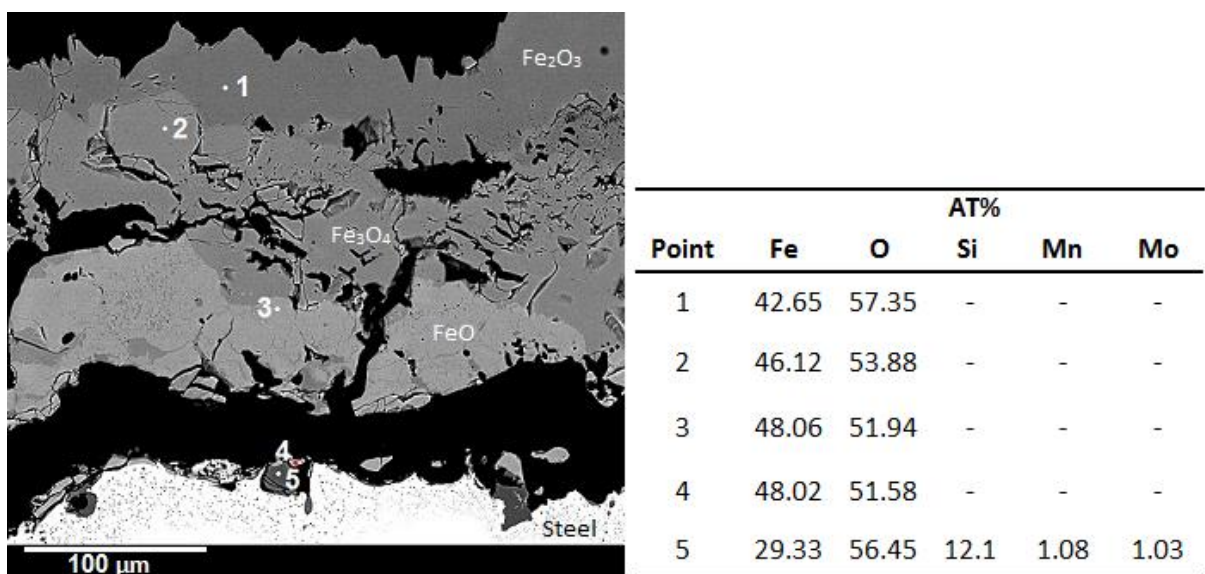 Fe₂O₃
1
2
Fe₃O₄
3
FeO
4
5
Steel
100 µm
AT%
Point Fe O Si Mn Mo
1 42.65 57.35 - - -
2 46.12 53.88 - - -
3 48.06 51.94 - - -
4 48.02 51.58 - - -
5 29.33 56.45 12.1 1.08 1.03